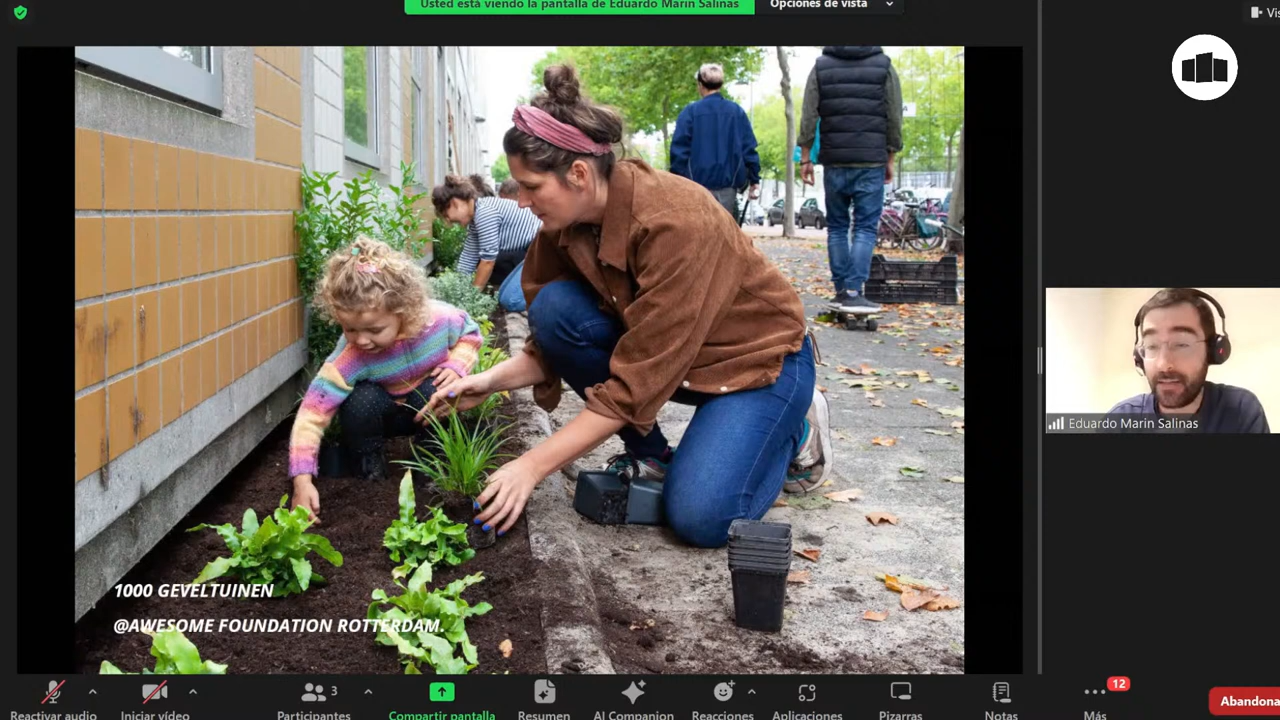 Usted está viendo la pantalla de Eduardo Marin Salinas
Opciones de vista
Vis
1000 GEVELTUINEN
@AWESOME FOUNDATION ROTTERDAM.
Eduardo Marin Salinas
3
12
Reactivar audio
Iniciar vídeo
Participantes
Compartir pantalla
Resumen
AI Companion
Reacciones
Aplicaciones
Pizarras
Notas
Más
Abandona